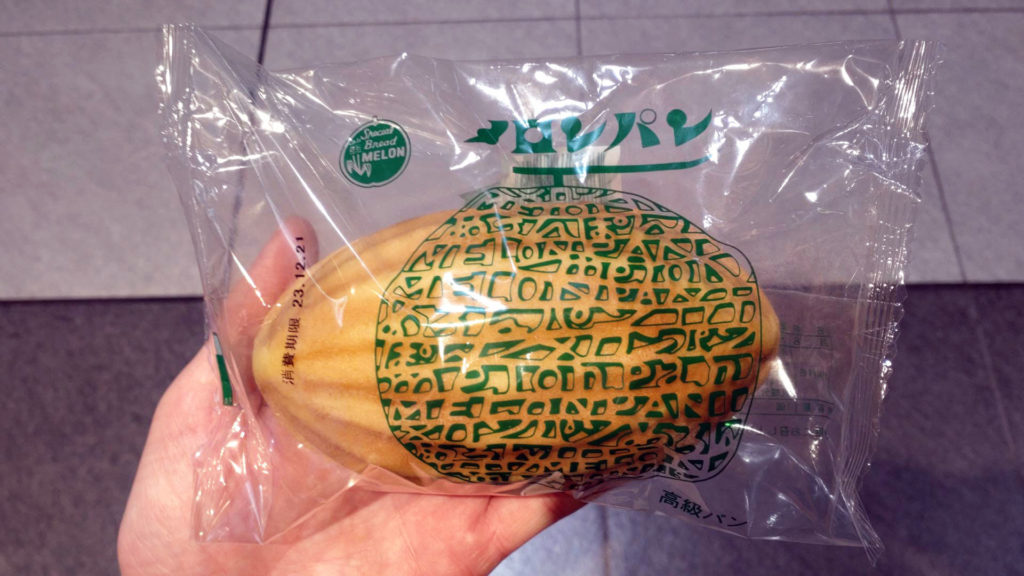 Special
Bread
MELON
メロンパン
消費期限 23.12.21
高級パン